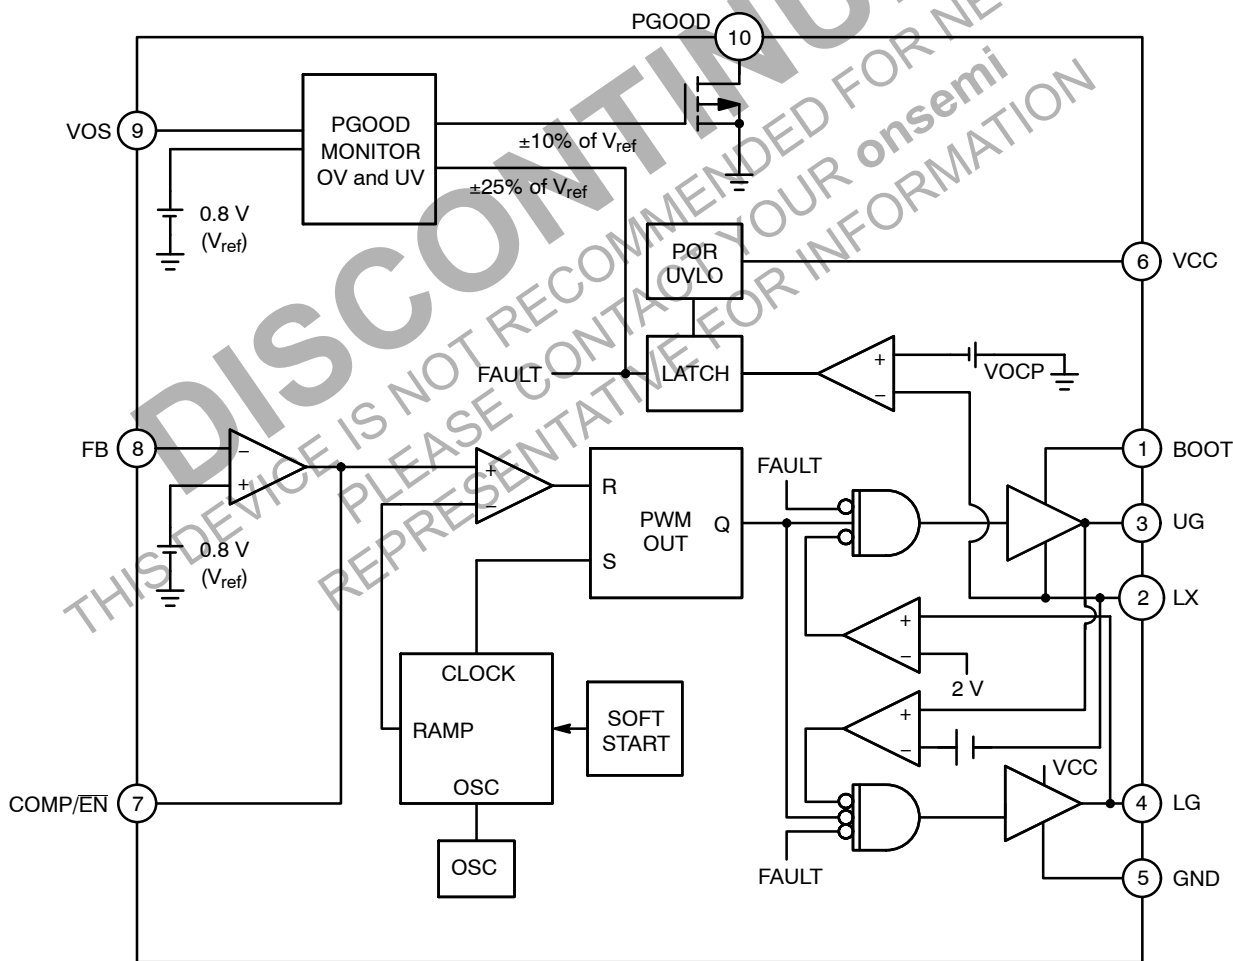 PGOOD
10
VOS
9
PGOOD
MONITOR
OV and UV
±10% of Vref
±25% of Vref
0.8 V
(Vref)
POR
UVLO
6
VCC
FAULT
LATCH
+
−
VOCP
FB
8
−
+
0.8 V
(Vref)
+
−
R
S
PWM
OUT
Q
FAULT
1
BOOT
3
UG
2
LX
+
−
2 V
CLOCK
RAMP
OSC
SOFT
START
+
−
VCC
COMP/EN
7
4
LG
OSC
FAULT
5
GND
THIS DEVICE IS NOT RECOMMENDED FOR NE
PLEASE CONTACT YOUR onsemi
REPRESENTATIVE FOR INFORMATION